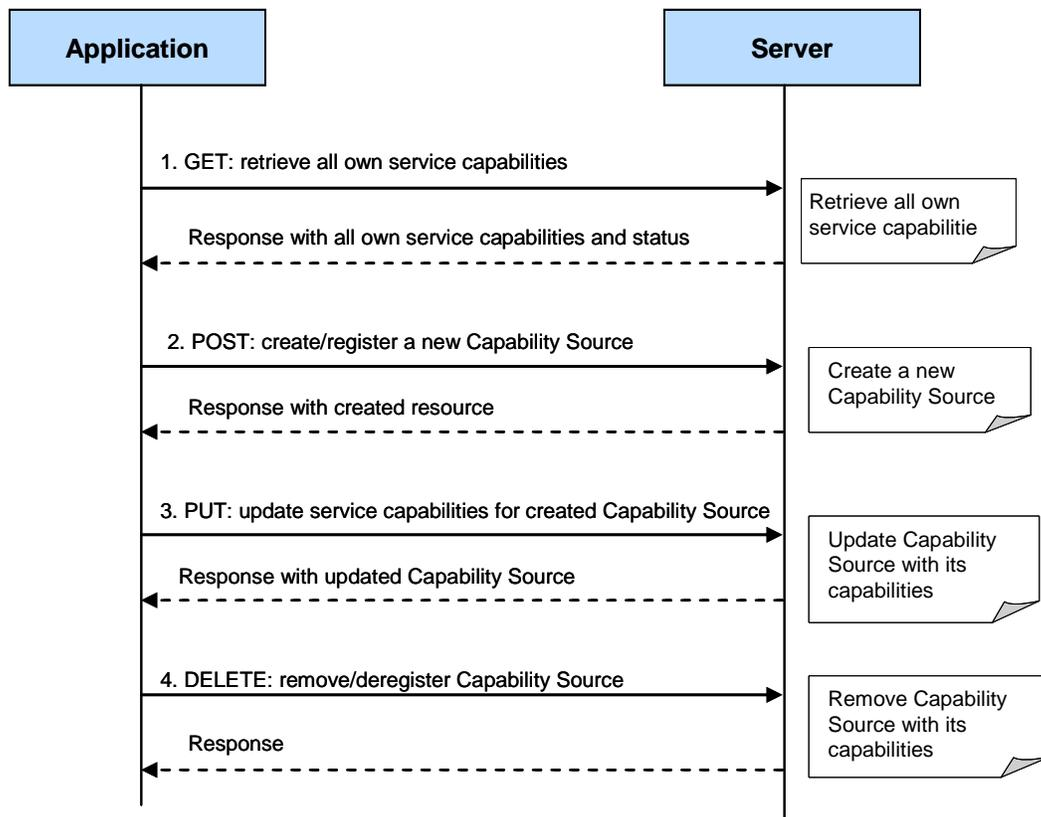 Application
Server
1. GET: retrieve all own service capabilities
Retrieve all own
service capabilitie
Response with all own service capabilities and status
2. POST: create/register a new Capability Source
Create a new
Capability Source
Response with created resource
3. PUT: update service capabilities for created Capability Source
Update Capability
Source with its
capabilities
Response with updated Capability Source
4. DELETE: remove/deregister Capability Source
Remove Capability
Source with its
capabilities
Response